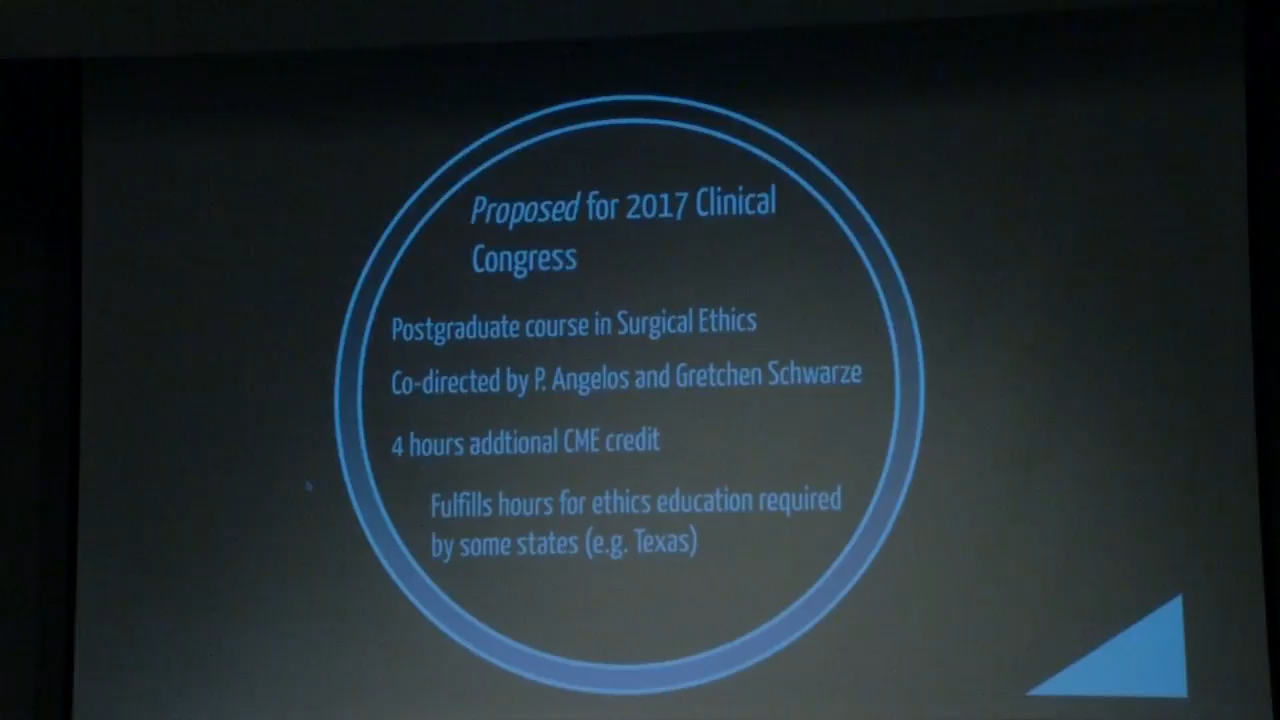 Proposed for 2017 Clinical
Congress
Postgraduate course in Surgical Ethics
Co-directed by P. Angelos and Gretchen Schwarze
4 hours addtional CME credit
Fulfills hours for ethics education required
by some states (e.g. Texas)